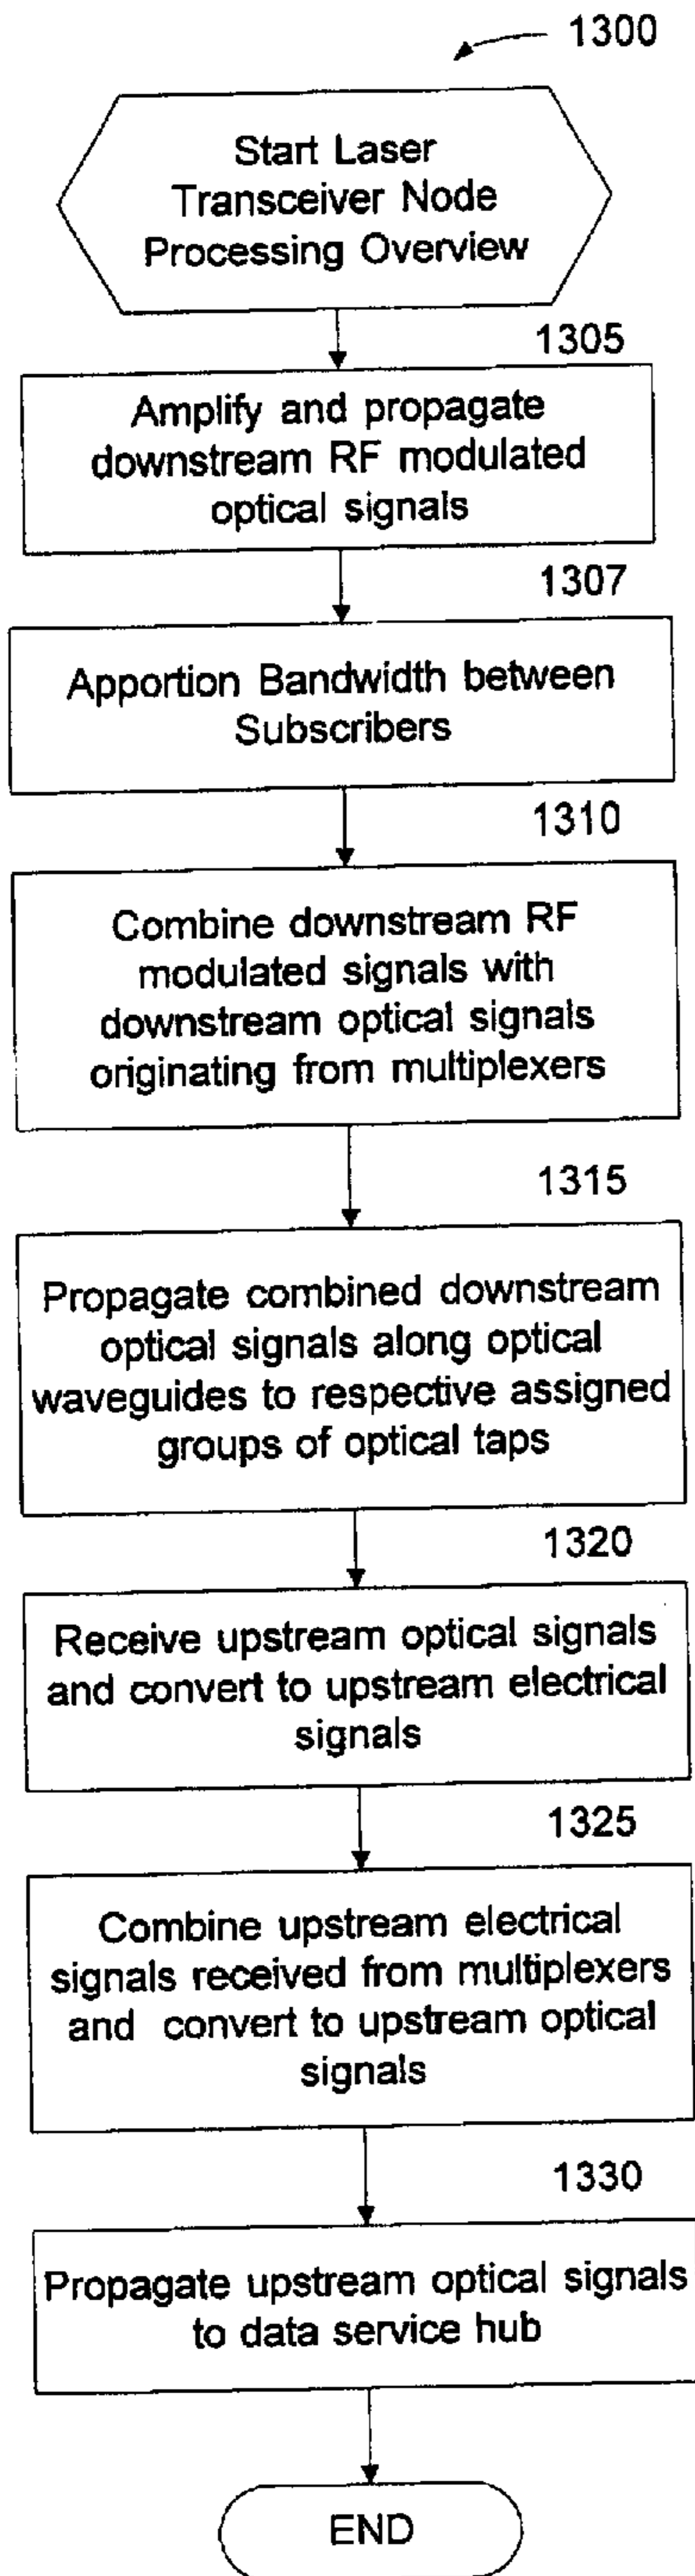 1300
Start Laser
Transceiver Node
Processing Overview
1305
Amplify and propagate
downstream RF modulated
optical signals
1307
Apportion Bandwidth between
Subscribers
1310
Combine downstream RF
modulated signals with
downstream optical signals
originating from multiplexers
1315
Propagate combined downstream
optical signals along optical
waveguides to respective assigned
groups of optical taps
1320
Receive upstream optical signals
and convert to upstream electrical
signals
1325
Combine upstream electrical
signals received from multiplexers
and convert to upstream optical
signals
1330
Propagate upstream optical signals
to data service hub
END